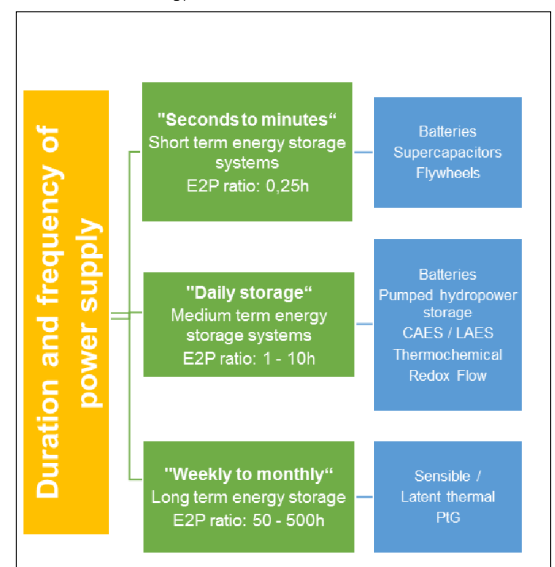 Duration and frequency of
power supply
"Seconds to minutes“
Short term energy storage
systems
E2P ratio: 0,25h
Batteries
Supercapacitors
Flywheels
"Daily storage“
Medium term energy
storage systems
E2P ratio: 1 - 10h
Batteries
Pumped hydropower
storage
CAES / LAES
Thermochemical
Redox Flow
"Weekly to monthly“
Long term energy storage
E2P ratio: 50 - 500h
Sensible /
Latent thermal
PtG